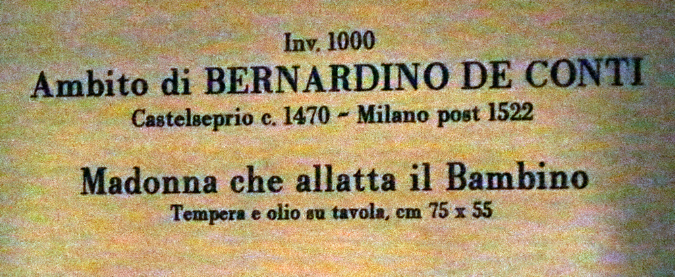 Inv. 1000
Ambito di BERNARDINO DE CONTI
Castelseprio c. 1470 ~ Milano post 1522
Madonna che allatta il Bambino
Tempera e olio su tavola, cm 75 x 55